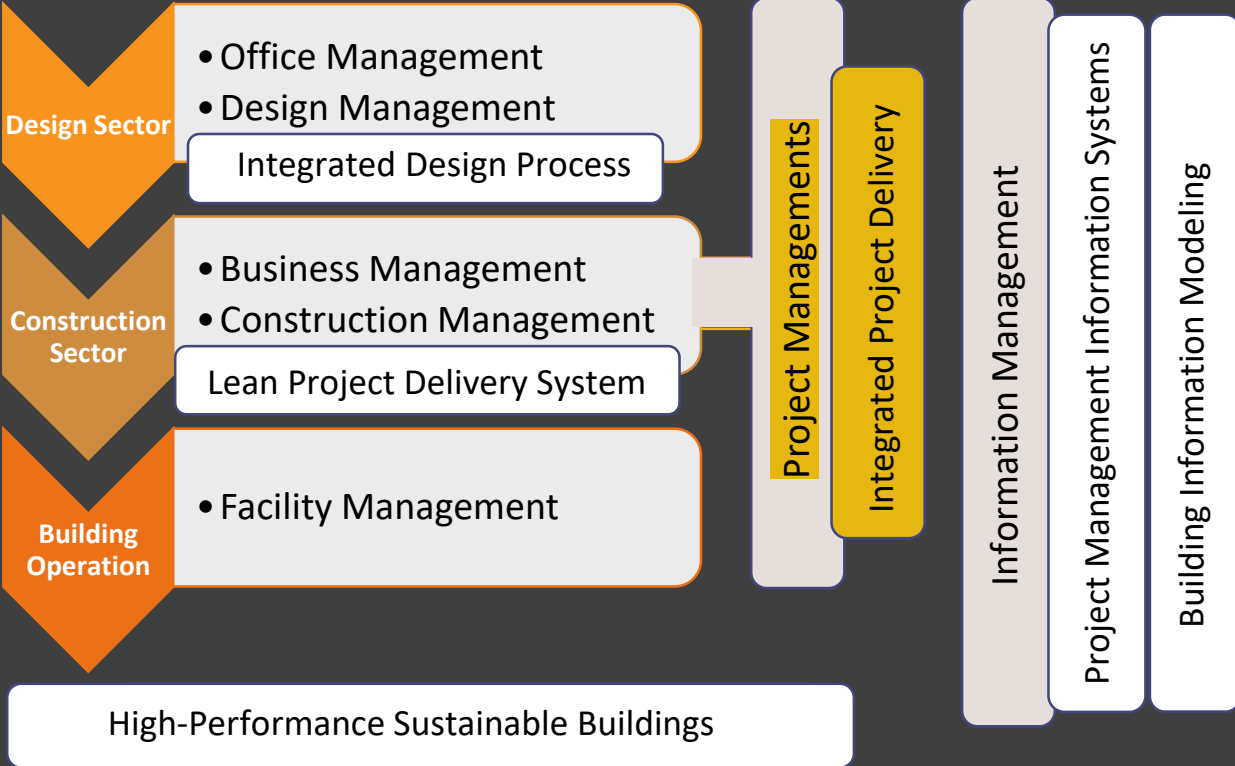 Design Sector
• Office Management
• Design Management
Integrated Design Process
Construction
Sector
• Business Management
• Construction Management
Lean Project Delivery System
Building
Operation
• Facility Management
High-Performance Sustainable Buildings
Project Managements
Integrated Project Delivery
Information Management
Project Management Information Systems
Building Information Modeling